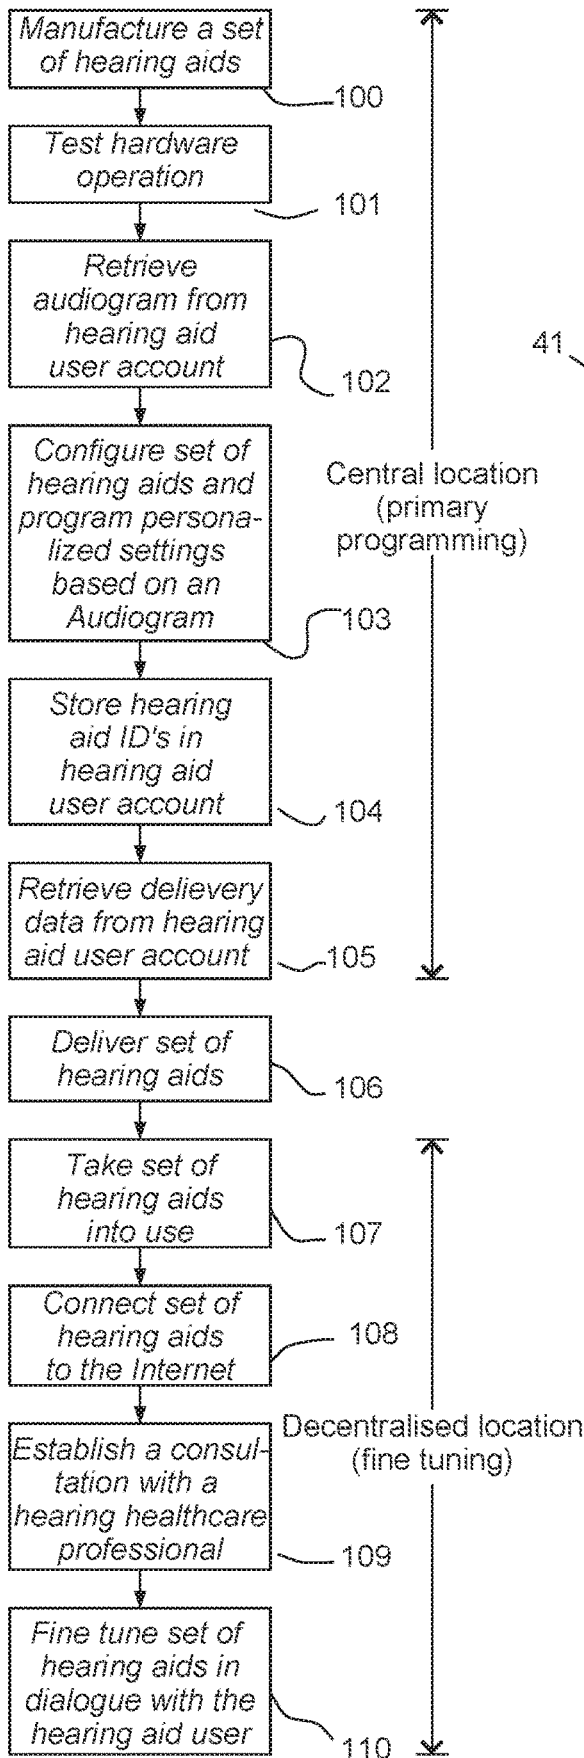 Manufacture a set
of hearing aids
100
Test hardware
operation
101
Retrieve
audiogram from
hearing aid
user account
102
41
Configure set of
hearing aids and
program persona-
lized settings
based on an
Audiogram
103
Central location
(primary
programming)
Store hearing
aid ID's in
hearing aid
user account
104
Retrieve delievery
data from hearing
aid user account
105
Deliver set of
hearing aids
106
Take set of
hearing aids
into use
107
Connect set of
hearing aids
to the Internet
108
Establish a consul-
tation with a
hearing healthcare
professional
109
Decentralised location
(fine tuning)
Fine tune set of
hearing aids in
dialogue with the
hearing aid user
110